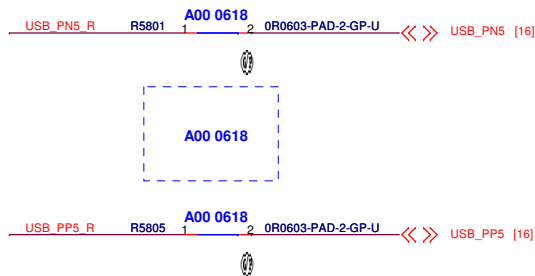 A00 0618
USB_PN5_R R5801 1 2 0R0603-PAD-2-GP-U USB_PN5 [16]
A00 0618
A00 0618
USB_PP5_R R5805 1 2 0R0603-PAD-2-GP-U USB_PP5 [16]